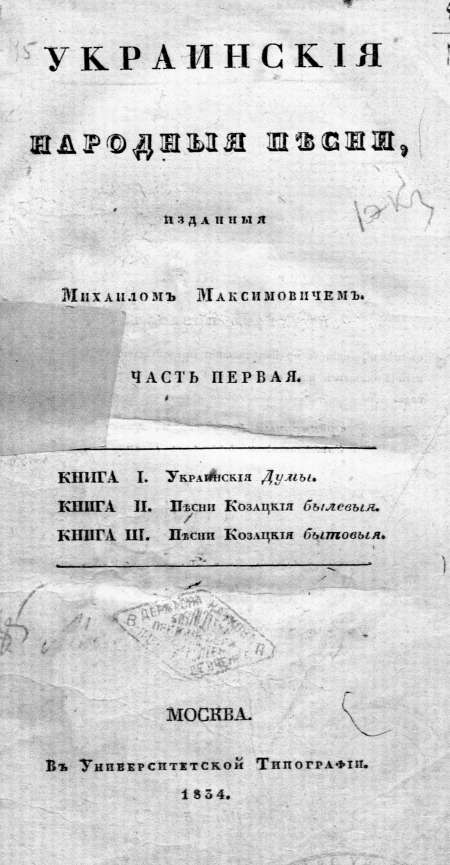 УКРАИНСКІЯ
НАРОДНЫЯ ПѢСНИ,
ИЗДАННЫЯ
Михаиломъ Максимовичемъ.
ЧАСТЬ ПЕРВАЯ.
КНИГА I. Украинскія Думы.
КНИГА II. Пѣсни Козацкія былевыя.
КНИГА III. Пѣсни Козацкія бытовыя.
МОСКВА.
Въ Университетской Типографіи.
1834.